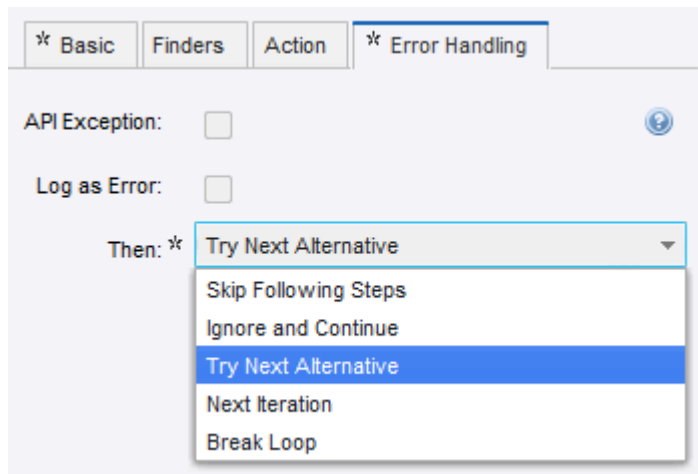 * Basic Finders Action * Error Handling
API Exception: ?
Log as Error:
Then: * Try Next Alternative
Skip Following Steps
Ignore and Continue
Try Next Alternative
Next Iteration
Break Loop